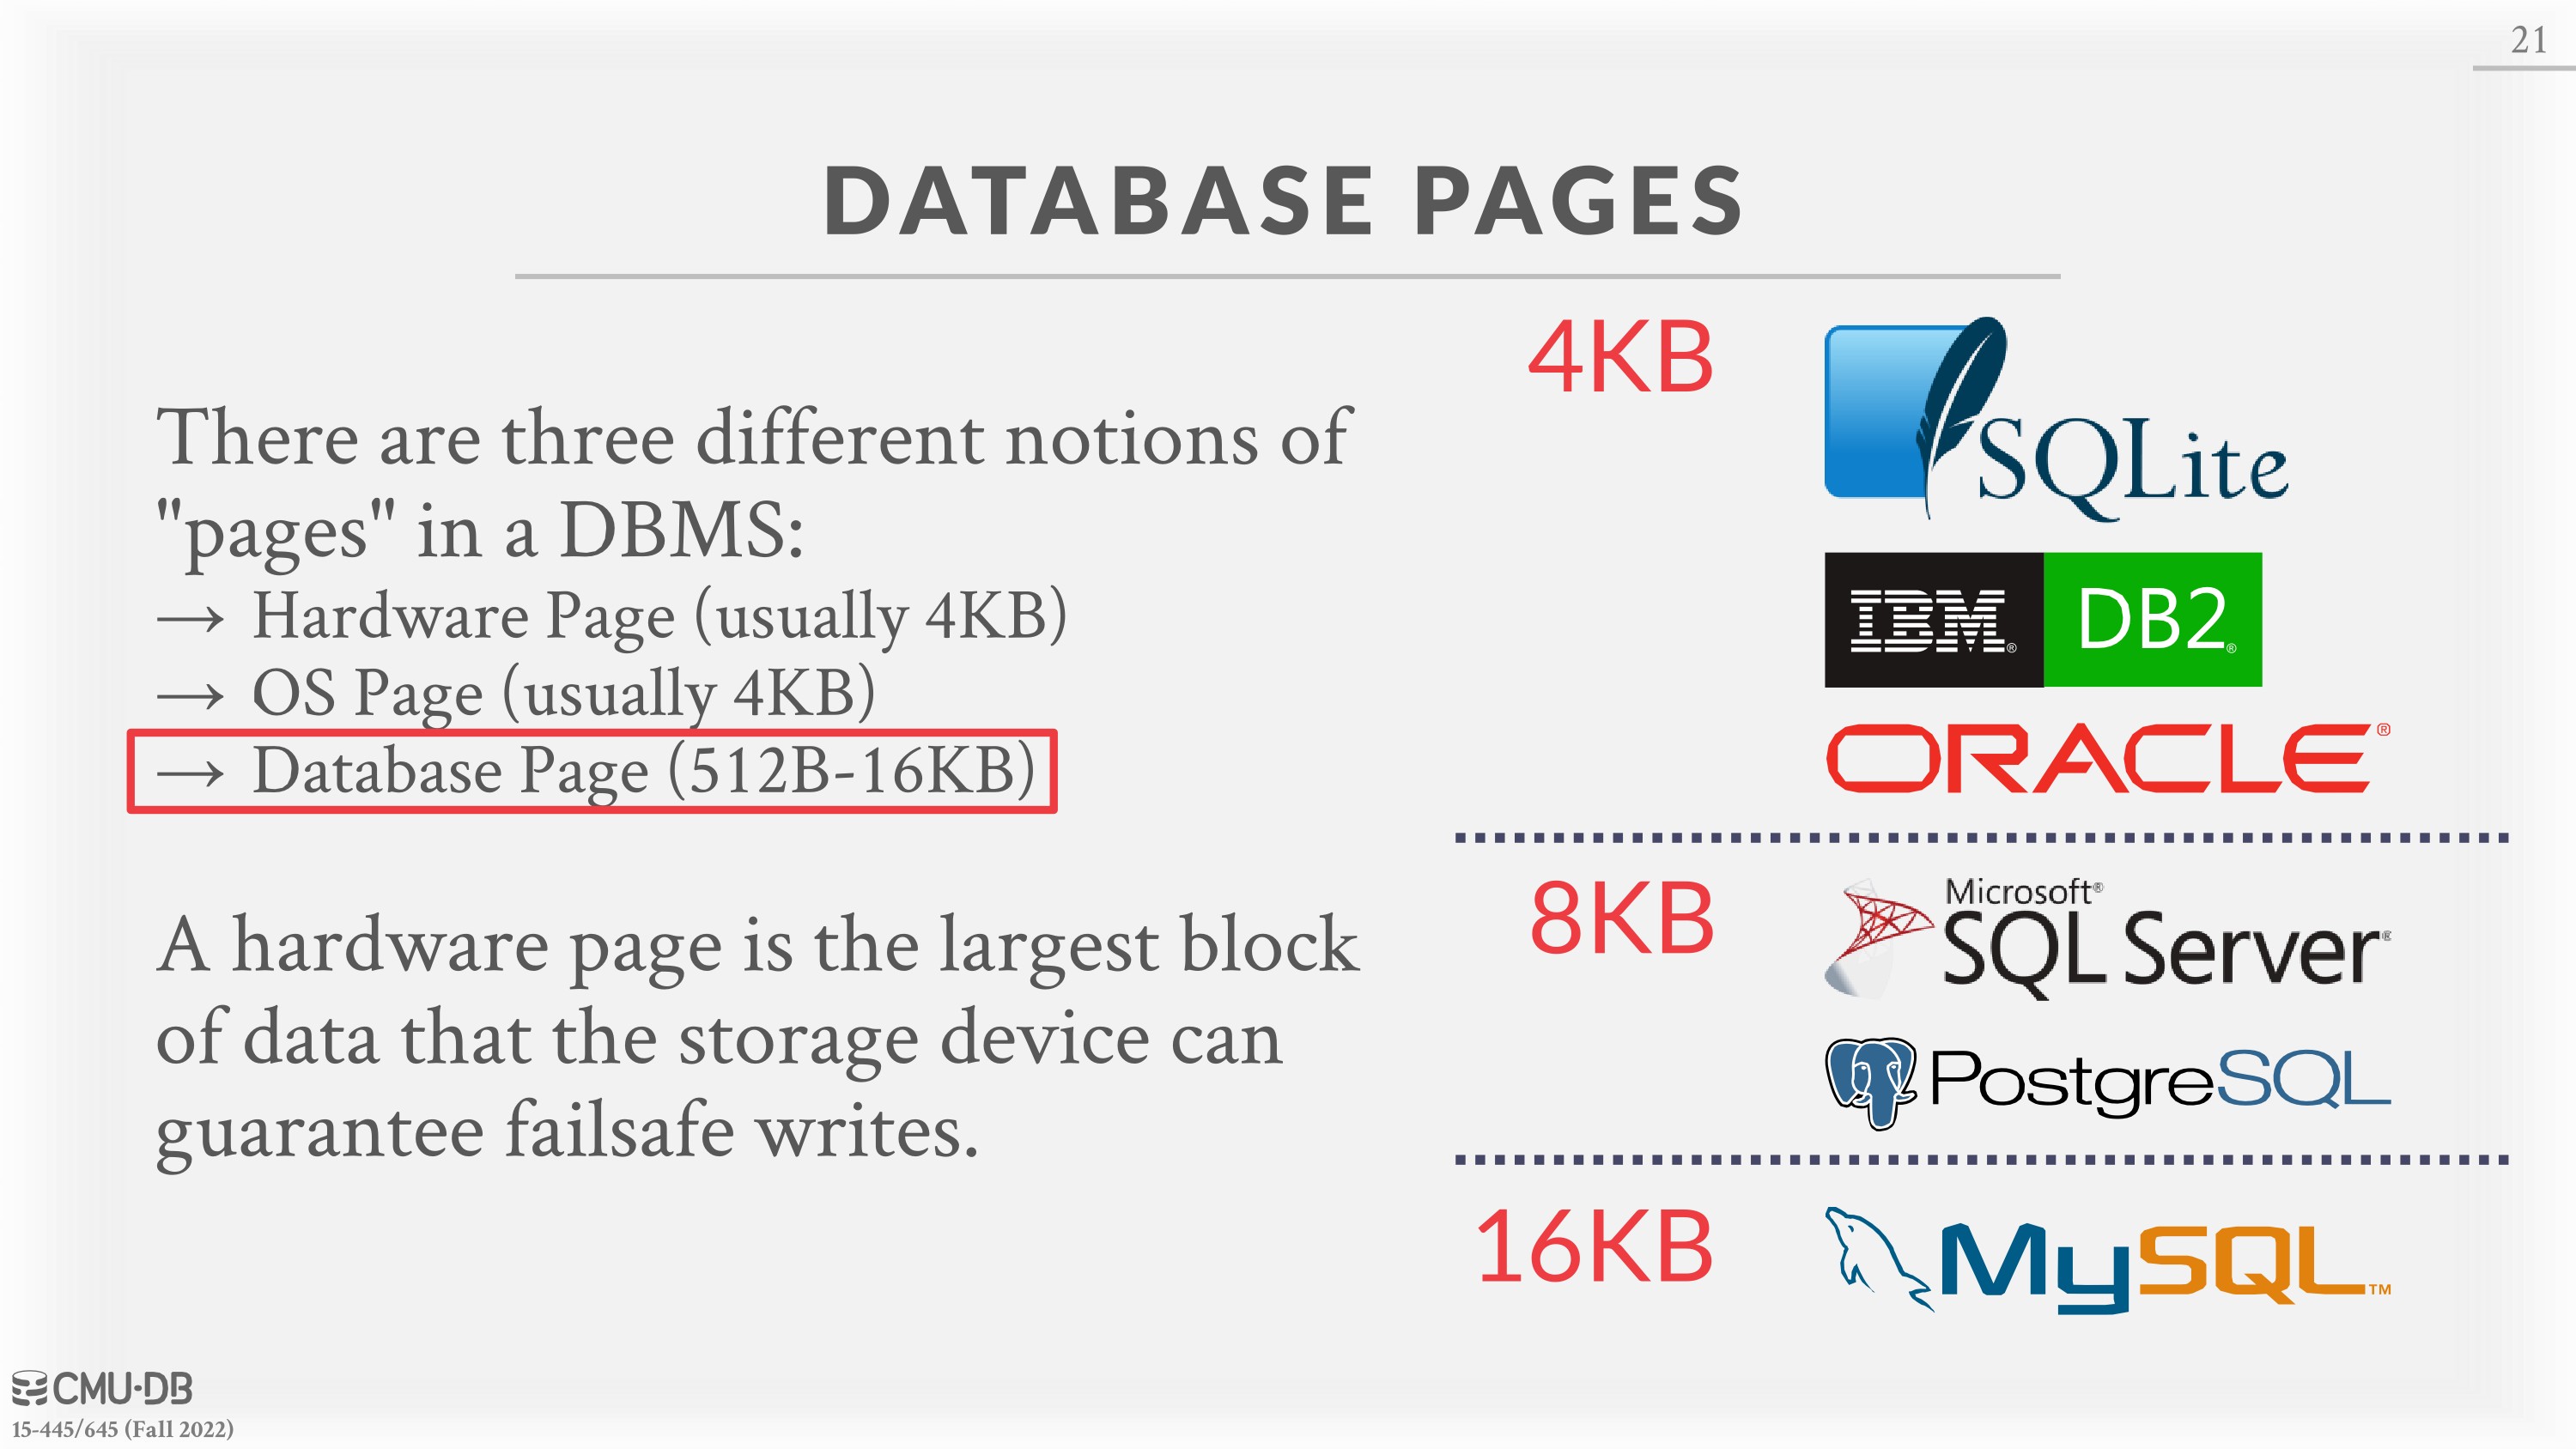 21
DATABASE PAGES
There are three different notions of
"pages" in a DBMS:
→ Hardware Page (usually 4KB)
→ OS Page (usually 4KB)
→ Database Page (512B-16KB)
A hardware page is the largest block
of data that the storage device can
guarantee failsafe writes.
4KB
SQLite
IBM® DB2®
ORACLE®
8KB
Microsoft®
SQL Server®
PostgreSQL
16KB
MySQL™
CMU·DB
15-445/645 (Fall 2022)